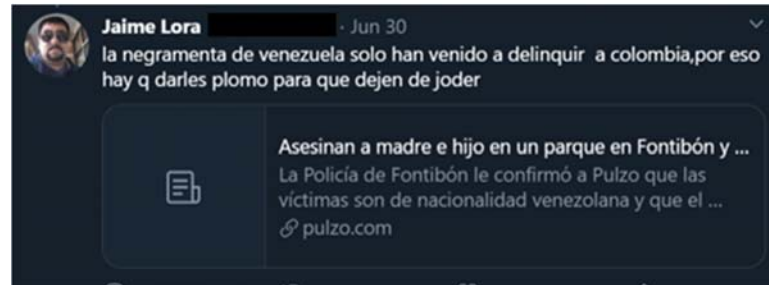 Jaime Lora · Jun 30
la negramenta de venezuela solo han venido a delinquir a colombia,por eso
hay q darles plomo para que dejen de joder
Asesinan a madre e hijo en un parque en Fontibón y ...
La Policía de Fontibón le confirmó a Pulzo que las
víctimas son de nacionalidad venezolana y que el ...
pulzo.com